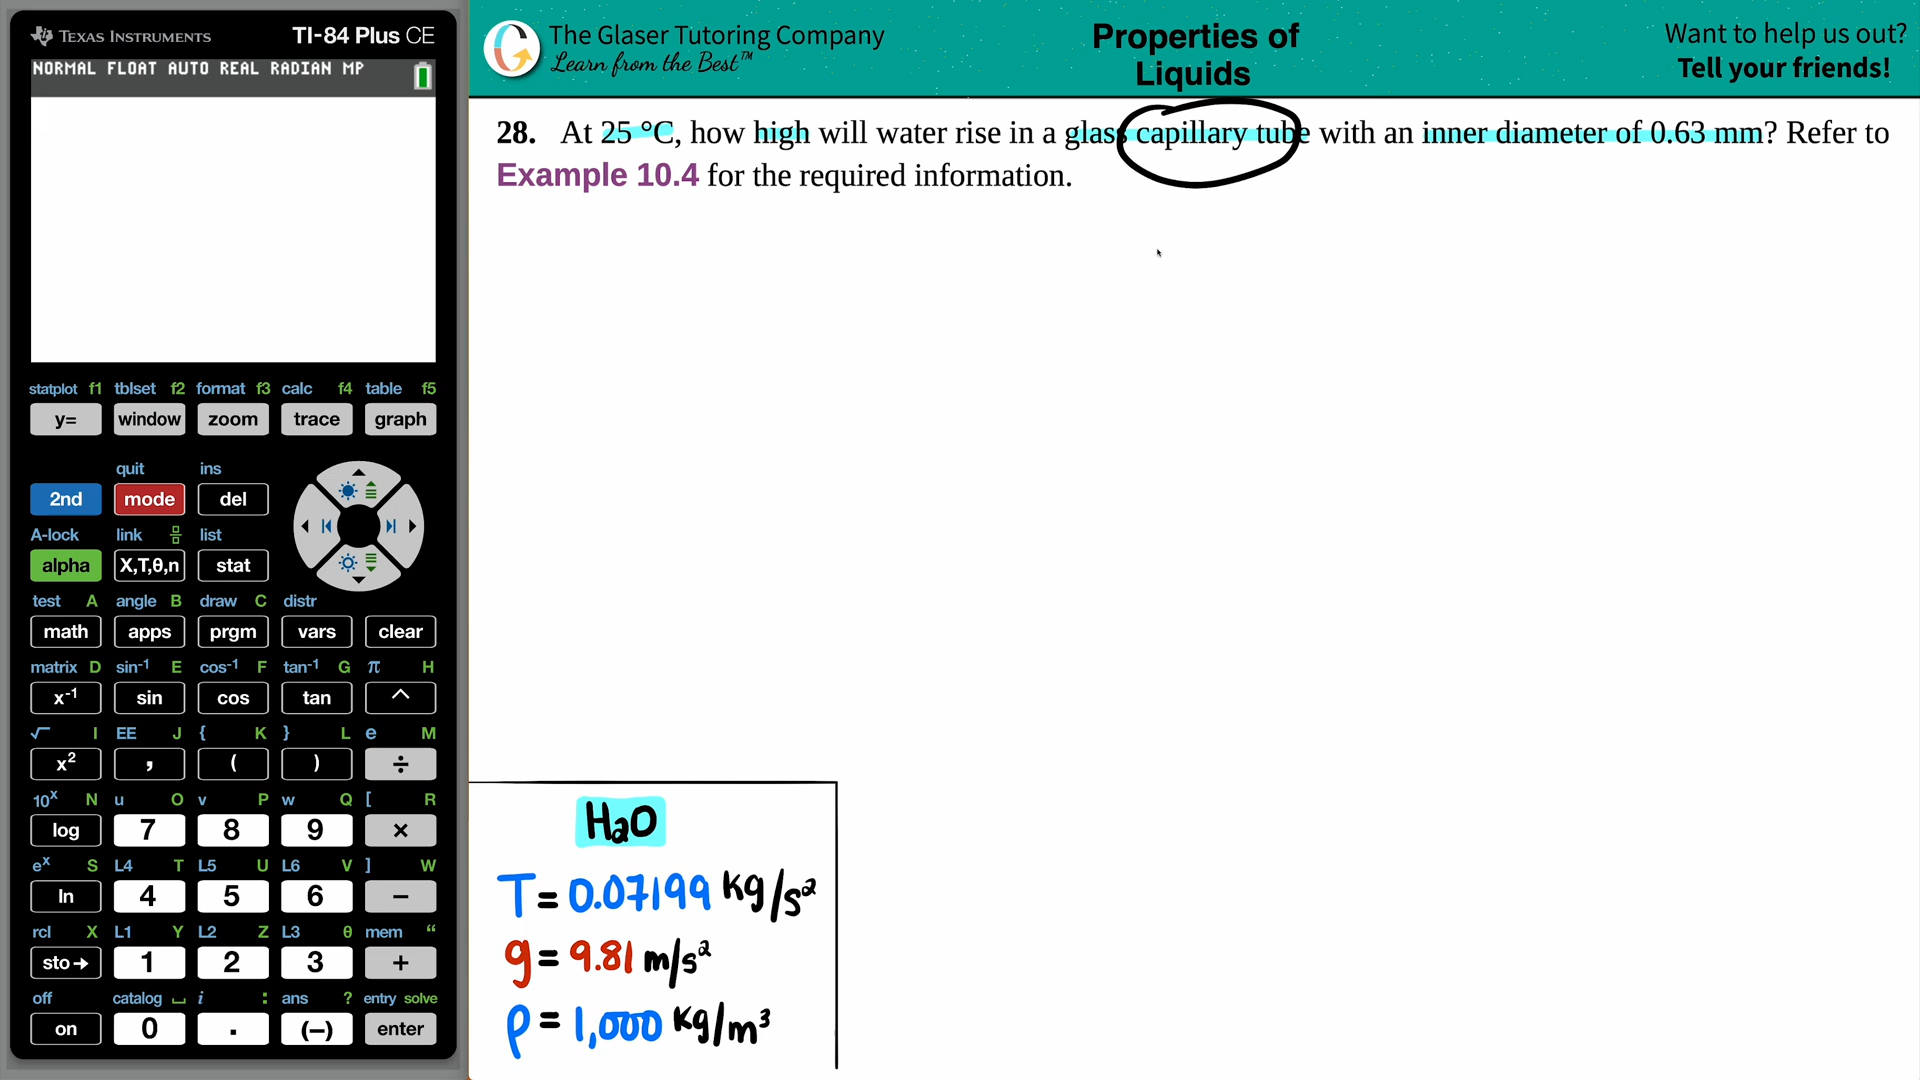 TEXAS INSTRUMENTS TI-84 Plus CE
NORMAL FLOAT AUTO REAL RADIAN MP
statplot f1 tblset f2 format f3 calc f4 table f5
y= window zoom trace graph
quit ins
2nd mode del
A-lock link list
alpha X,T,θ,n stat
test A angle B draw C distr
math apps prgm vars clear
matrix D sin⁻¹ E cos⁻¹ F tan⁻¹ G π H
x⁻¹ sin cos tan ^
√ I EE J { K } L e M
x² , ( ) ÷
10ˣ N u O v P w Q [ R
log 7 8 9 ×
eˣ S L4 T L5 U L6 V ] W
ln 4 5 6 −
rcl X L1 Y L2 Z L3 θ mem “
sto→ 1 2 3 +
off catalog ⎵ i : ans ? entry solve
on 0 . (−) enter
The Glaser Tutoring Company
Learn from the Best™
Properties of
Liquids
Want to help us out?
Tell your friends!
28. At 25 °C, how high will water rise in a glass capillary tube with an inner diameter of 0.63 mm? Refer to
Example 10.4 for the required information.
H₂O
T = 0.07199 kg/s²
g = 9.81 m/s²
ρ = 1,000 kg/m³